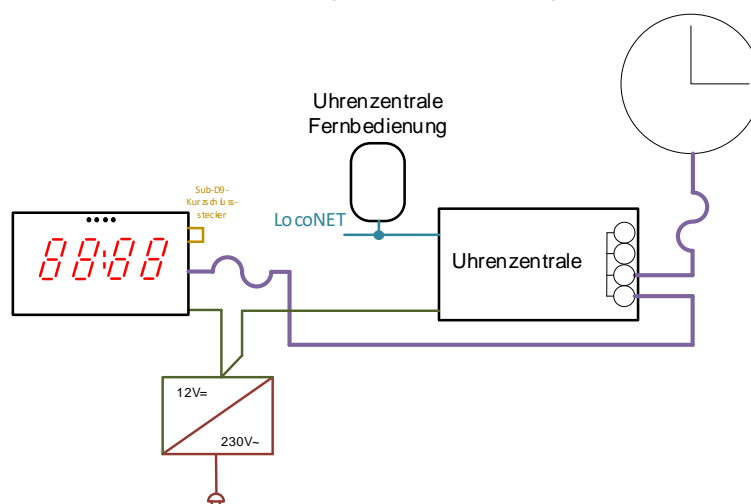 Uhrenzentrale
Fernbedienung
Sub-D9-
Kurzschluss-
stecker
LocoNET
88:88
Uhrenzentrale
12V=
230V~